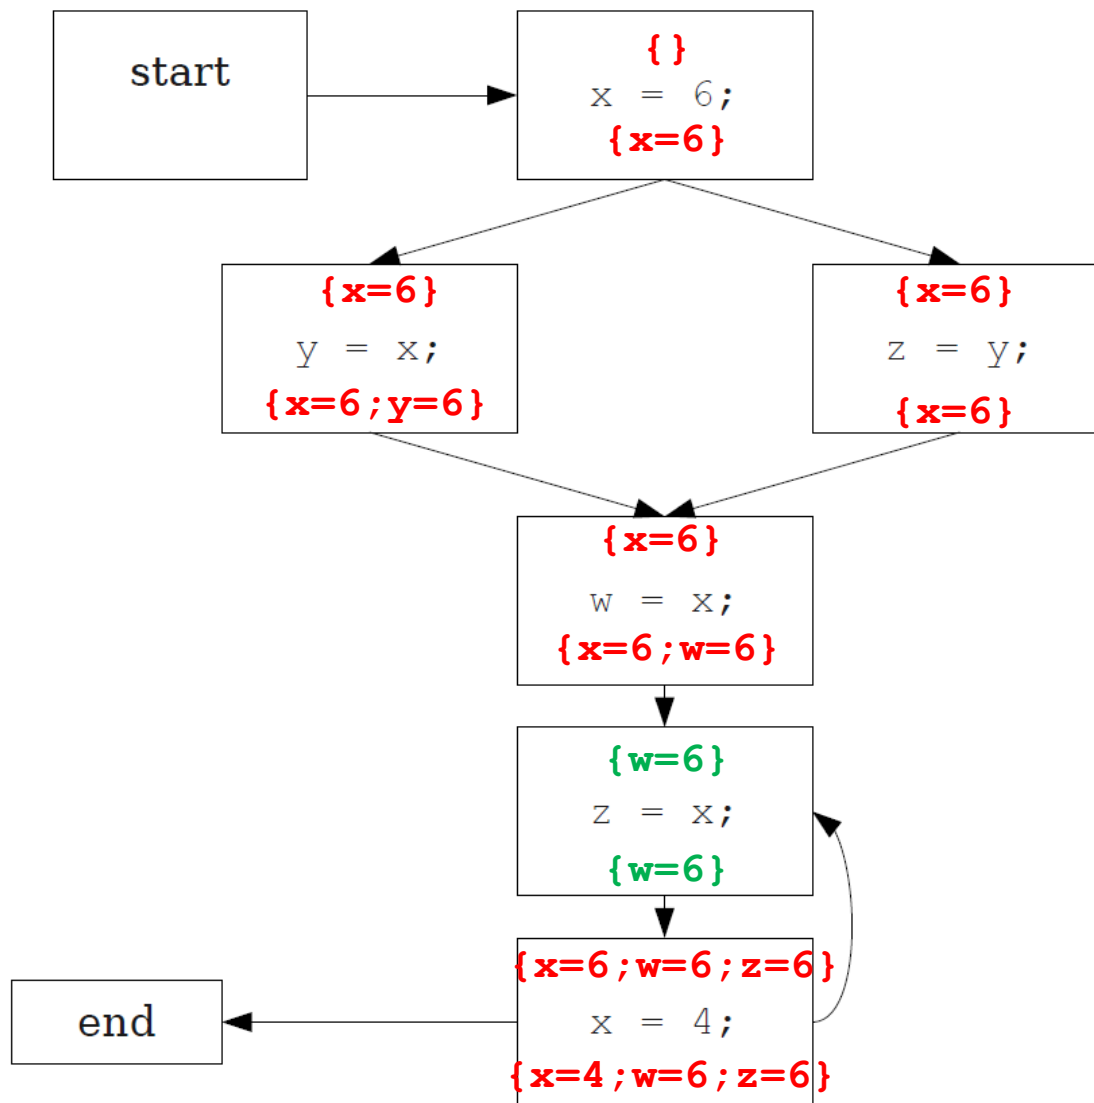 start
{}
x = 6;
{x=6}
{x=6}
y = x;
{x=6;y=6}
{x=6}
z = y;
{x=6}
{x=6}
w = x;
{x=6;w=6}
{w=6}
z = x;
{w=6}
{x=6;w=6;z=6}
x = 4;
{x=4;w=6;z=6}
end